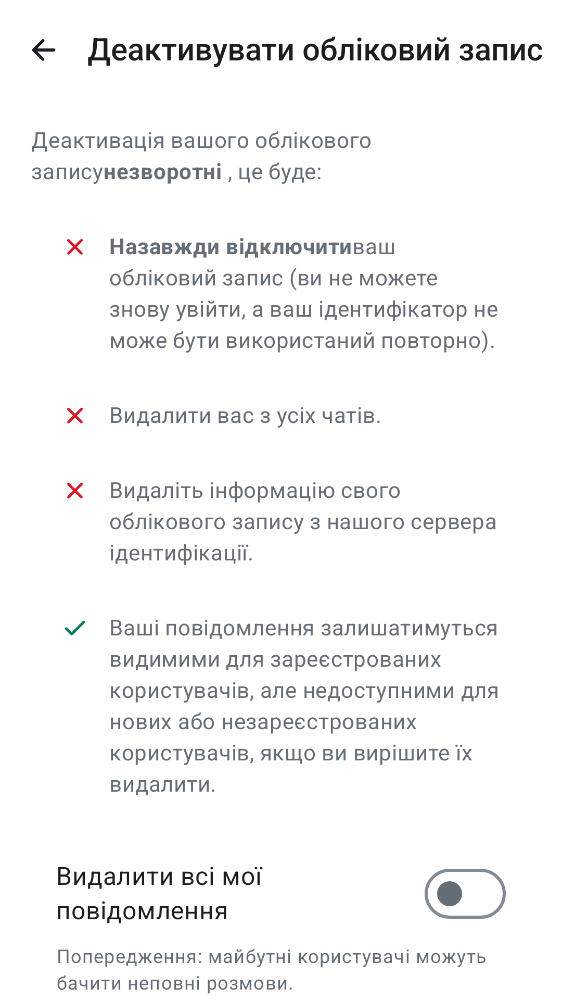 Деактивувати обліковий запис
Деактивація вашого облікового
записунезворотні , це буде:
Назавжди відключитиваш
обліковий запис (ви не можете
знову увійти, а ваш ідентифікатор не
може бути використаний повторно).
Видалити вас з усіх чатів.
Видаліть інформацію свого
облікового запису з нашого сервера
ідентифікації.
Ваші повідомлення залишатимуться
видимими для зареєстрованих
користувачів, але недоступними для
нових або незареєстрованих
користувачів, якщо ви вирішите їх
видалити.
Видалити всі мої
повідомлення
Попередження: майбутні користувачі можуть
бачити неповні розмови.